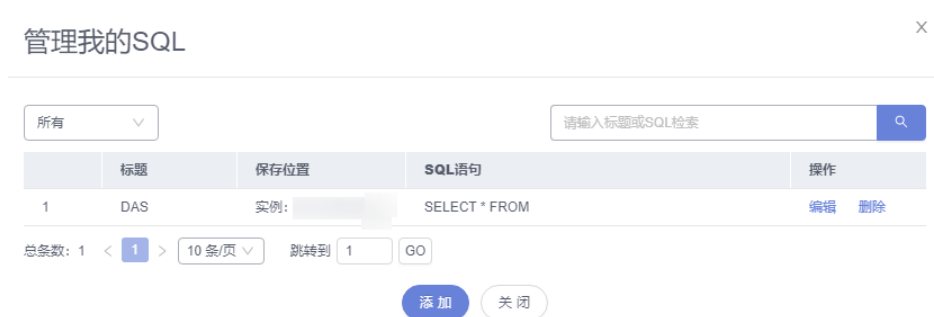 管理我的SQL
所有
请输入标题或SQL检索
标题 保存位置 SQL语句 操作
1 DAS 实例: SELECT * FROM 编辑 删除
总条数: 1 < 1 > 10 条/页 跳转到 1 GO
添加 关闭